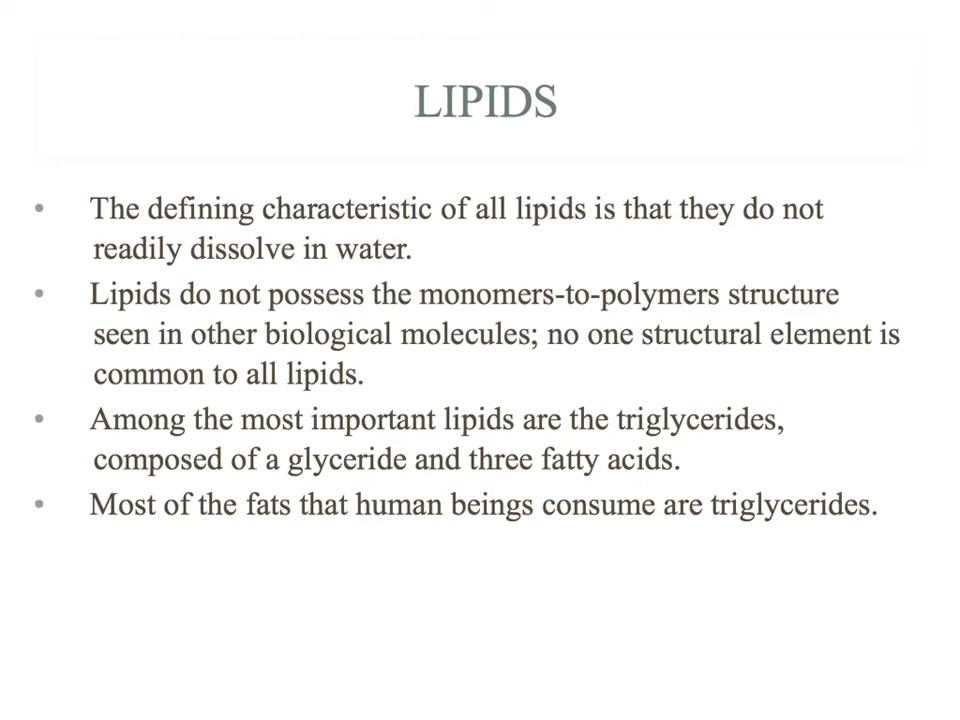 LIPIDS
• The defining characteristic of all lipids is that they do not
readily dissolve in water.
• Lipids do not possess the monomers-to-polymers structure
seen in other biological molecules; no one structural element is
common to all lipids.
• Among the most important lipids are the triglycerides,
composed of a glyceride and three fatty acids.
• Most of the fats that human beings consume are triglycerides.